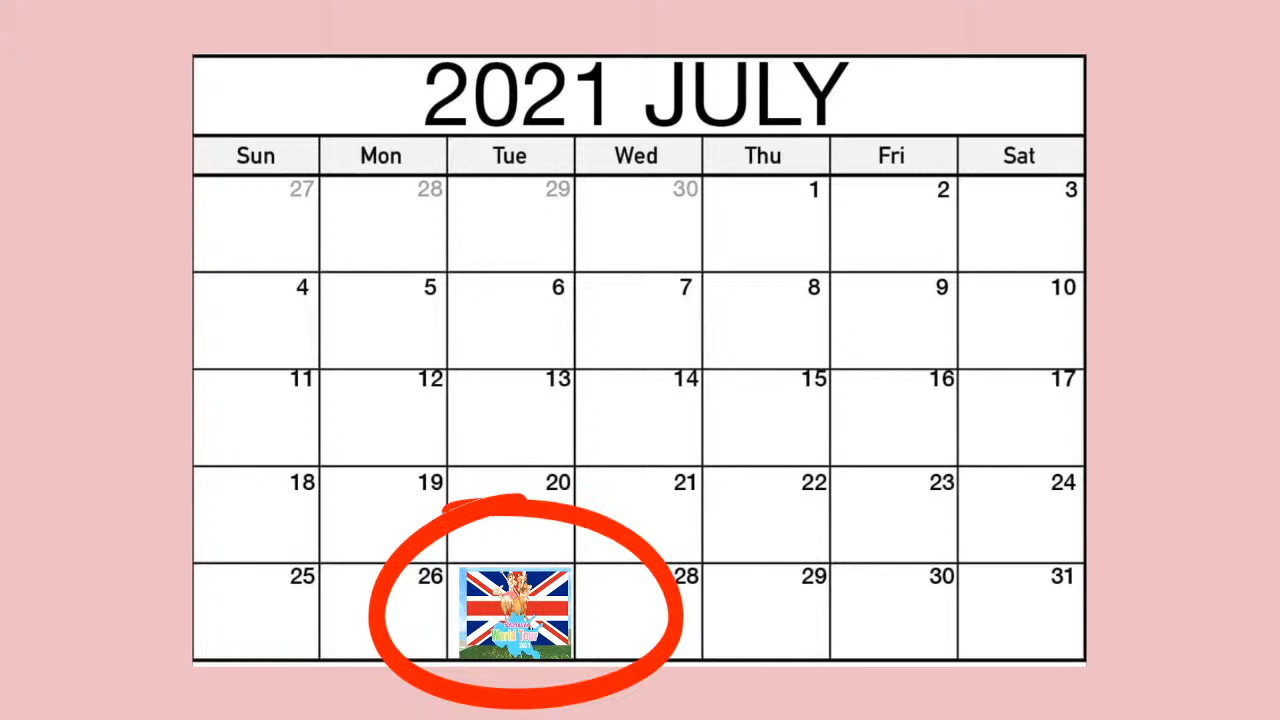 2021 JULY
Sun Mon Tue Wed Thu Fri Sat
27 28 29 30 1 2 3
4 5 6 7 8 9 10
11 12 13 14 15 16 17
18 19 20 21 22 23 24
25 26 28 29 30 31
World Tour
2021